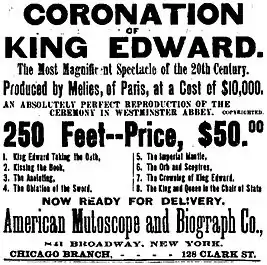 CORONATION
OF
KING EDWARD.
The Most Magnificent Spectacle of the 20th Century.
Produced by Melies, of Paris, at a Cost of $10,000.
AN ABSOLUTELY PERFECT REPRODUCTION OF THE
CEREMONY IN WESTMINSTER ABBEY. COPYRIGHTED.
250 Feet--Price, $50.00
1. King Edward Taking the Oath,
2. Kissing the Book,
3. The Anointing,
4. The Oblation of the Sword.
5. The Imperial Mantle,
6. The Orb and Sceptres,
7. The Crowning of King Edward.
8. The King and Queen in the Chair of State
NOW READY FOR DELIVERY.
American Mutoscope and Biograph Co.,
841 BROADWAY, NEW YORK.
CHICAGO BRANCH, - - - - 128 CLARK ST.